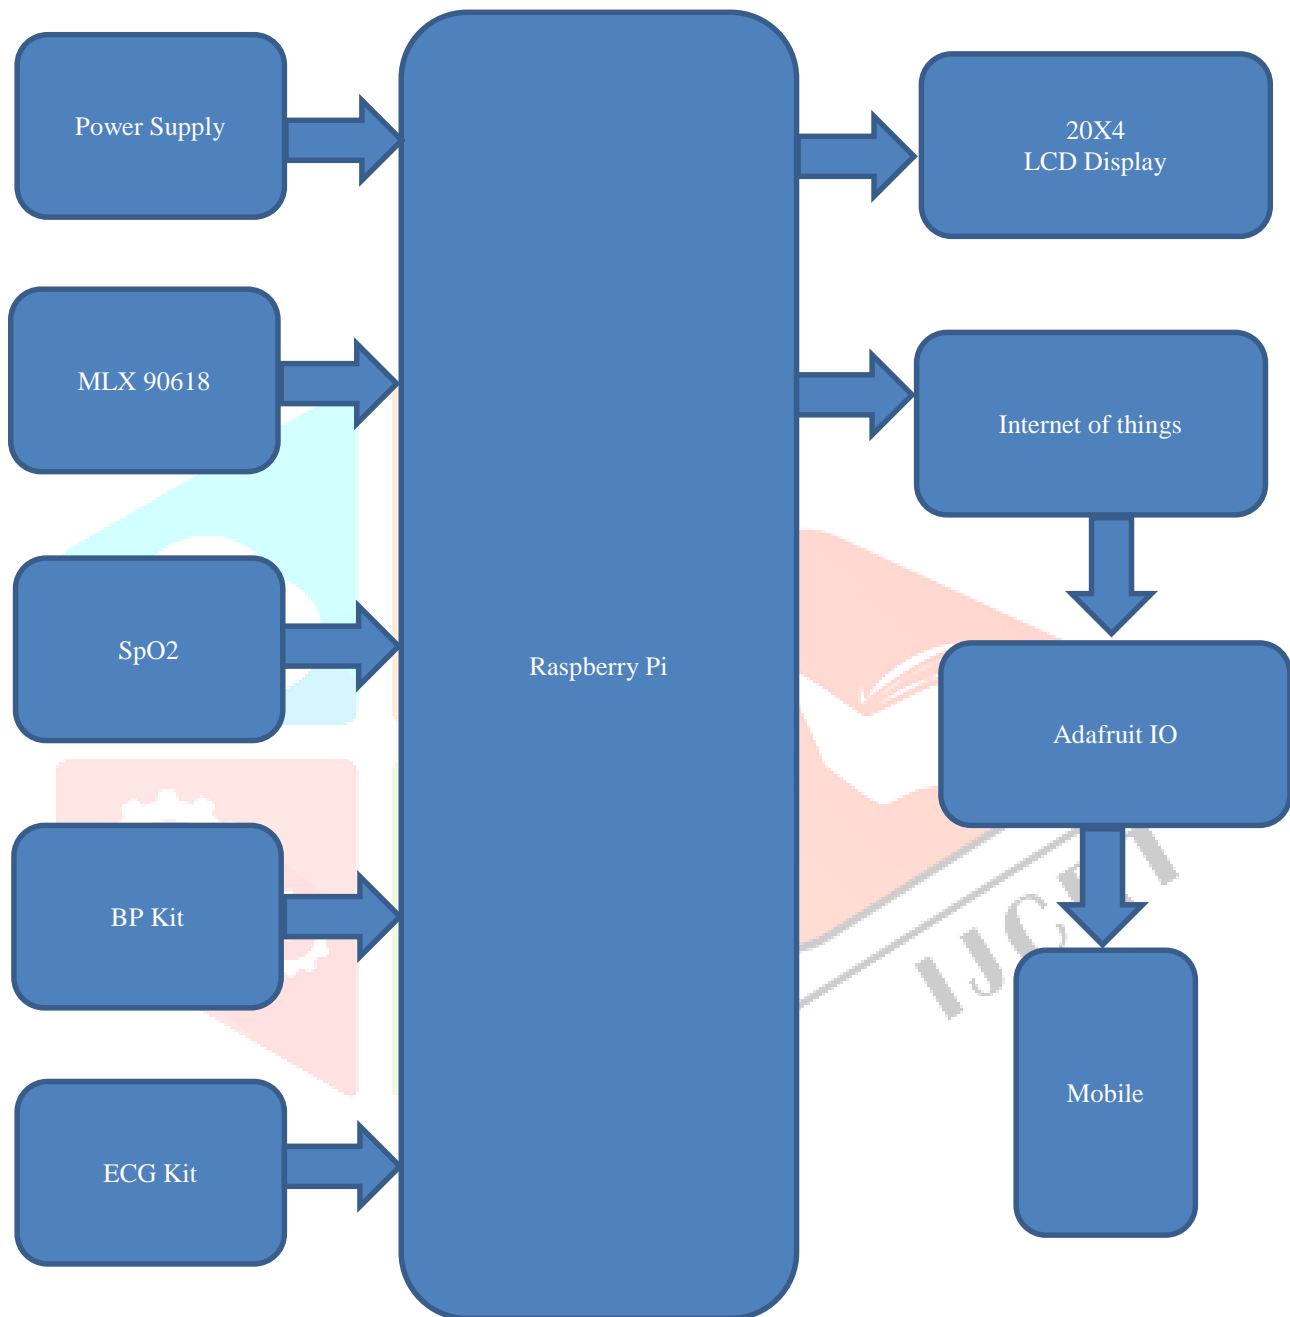 Power Supply
20X4
LCD Display
MLX 90618
Internet of things
SpO2
Raspberry Pi
Adafruit IO
BP Kit
Mobile
ECG Kit